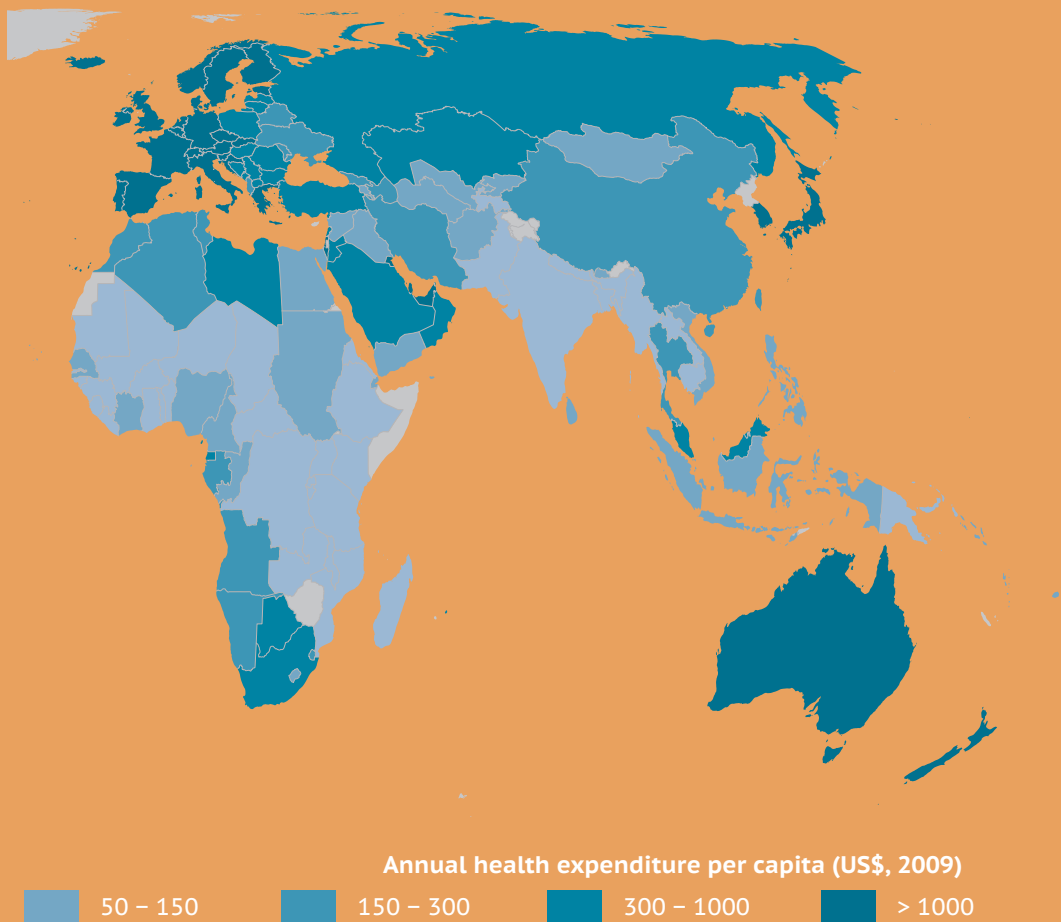 Annual health expenditure per capita (US$, 2009)
50 – 150
150 – 300
300 – 1000
> 1000